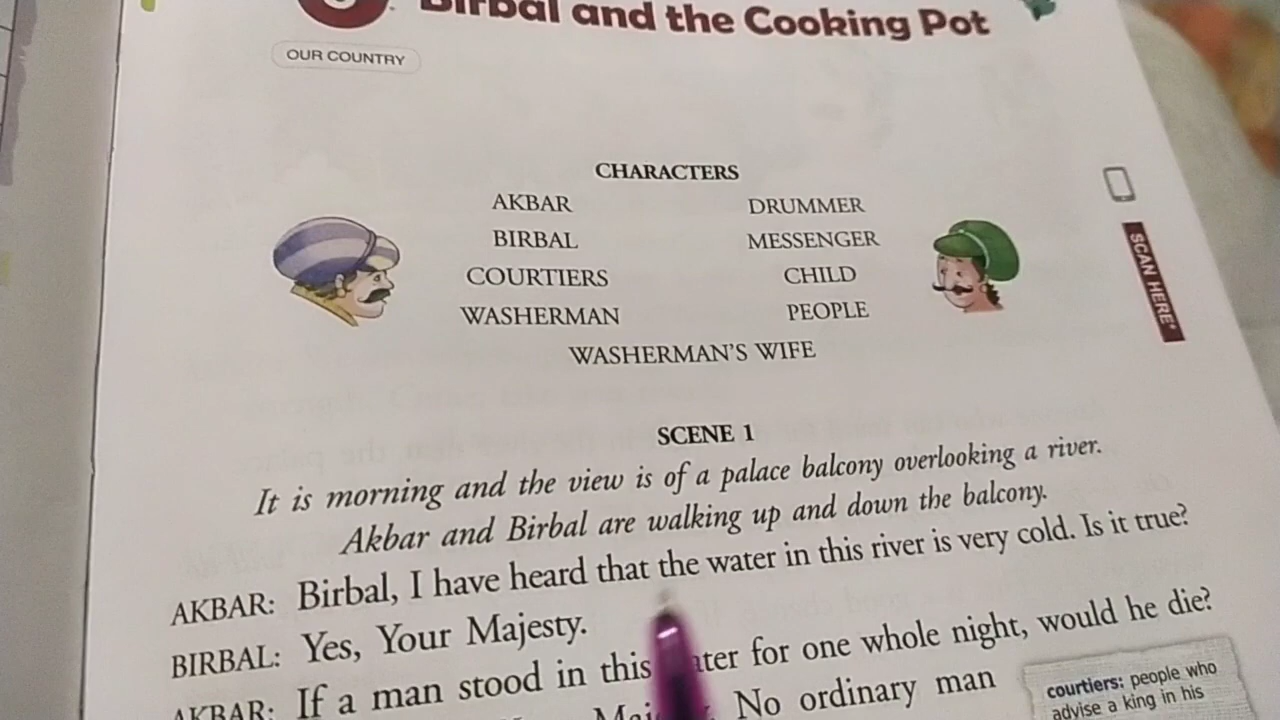 Birbal and the Cooking Pot
OUR COUNTRY
CHARACTERS
AKBAR DRUMMER
BIRBAL MESSENGER
COURTIERS CHILD
WASHERMAN PEOPLE
WASHERMAN'S WIFE
SCAN HERE*
SCENE 1
It is morning and the view is of a palace balcony overlooking a river.
Akbar and Birbal are walking up and down the balcony.
AKBAR: Birbal, I have heard that the water in this river is very cold. Is it true?
BIRBAL: Yes, Your Majesty.
AKBAR: If a man stood in this water for one whole night, would he die?
No ordinary man
courtiers: people who
advise a king in his